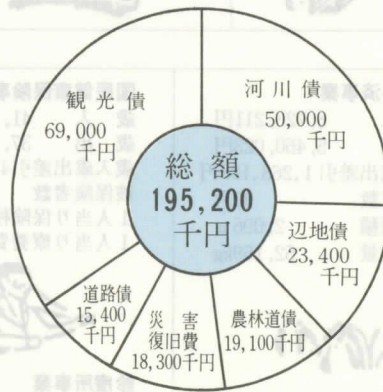 観光債
69,000
千円
河川債
50,000
千円
総額
195,200
千円
辺地債
23,400
千円
農林道債
19,100千円
災害
復旧費
18,300千円
道路債
15,400
千円